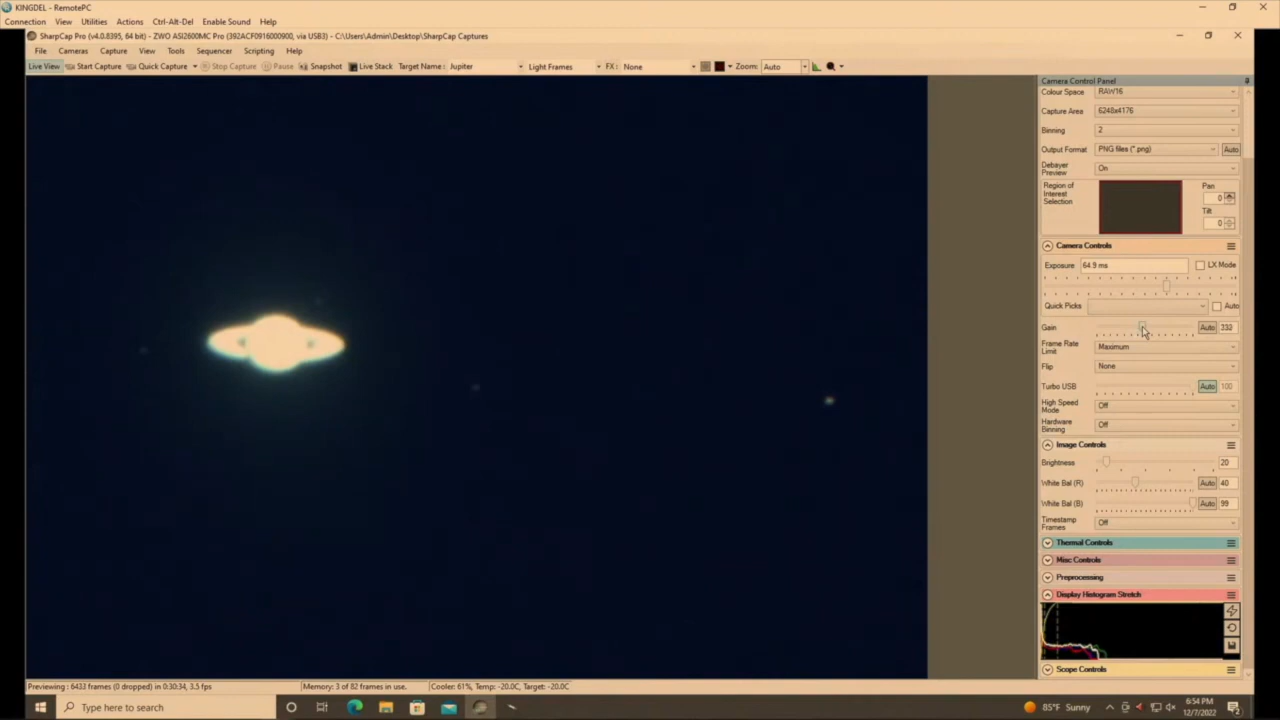 KINGDEL - RemotePC
Connection View Utilities Actions Ctrl-Alt-Del Enable Sound Help
SharpCap Pro (v4.0.8395, 64 bit) - ZWO ASI2600MC Pro (392ACF0916000900, via USB3) - C:\Users\Admin\Desktop\SharpCap Captures
File Cameras Capture View Tools Sequencer Scripting Help
Live View Start Capture Quick Capture Stop Capture Pause Snapshot Live Stack Target Name : Jupiter Light Frames FX : None Zoom: Auto
Camera Control Panel
Colour Space RAW16
Capture Area 6248x4176
Binning 2
Output Format PNG files (*.png) Auto
Debayer Preview On
Region of Interest Selection
Pan
0
Tilt
0
Camera Controls
Exposure 64.9 ms LX Mode
Quick Picks Auto
Gain Auto 333
Frame Rate Limit Maximum
Flip None
Turbo USB Auto 100
High Speed Mode Off
Hardware Binning Off
Image Controls
Brightness 20
White Bal (R) Auto 40
White Bal (B) Auto 99
Timestamp Frames Off
Thermal Controls
Misc Controls
Preprocessing
Display Histogram Stretch
Scope Controls
Previewing : 6433 frames (0 dropped) in 0:30:34, 3.5 fps Memory: 3 of 82 frames in use. Cooler: 61%, Temp: -20.0C, Target: -20.0C
Type here to search 85°F Sunny 6:54 PM
12/7/2022
2